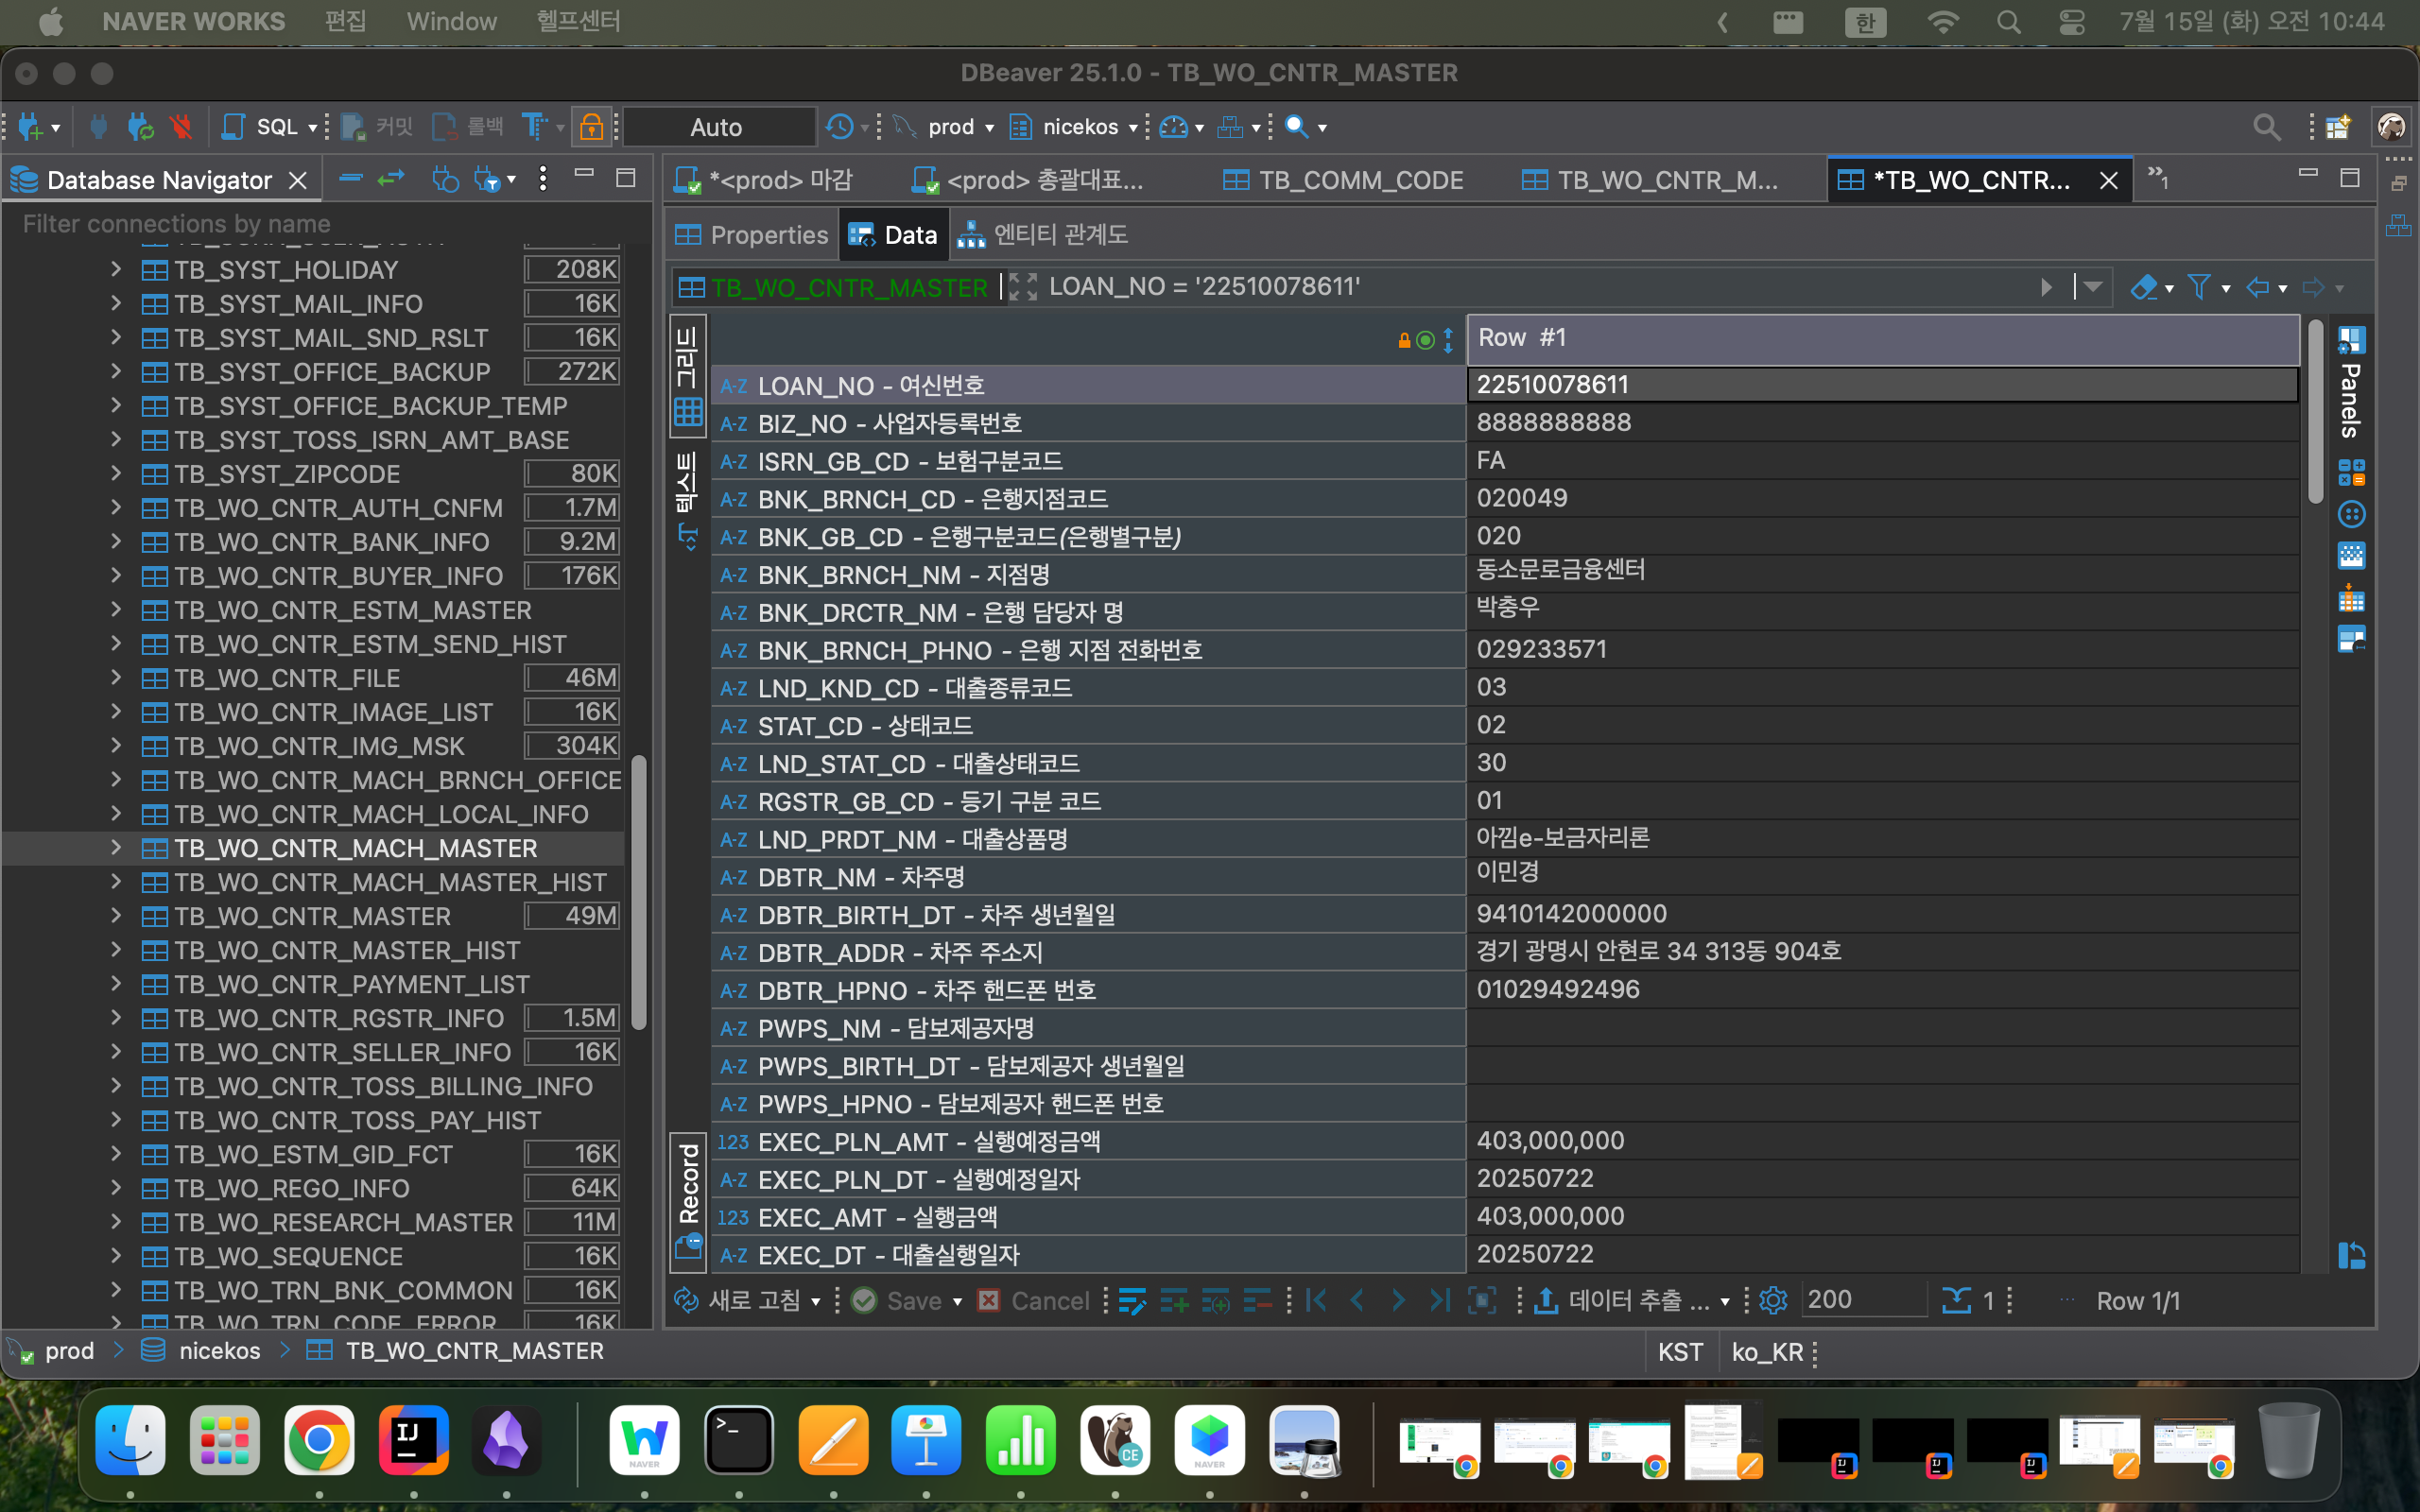 NAVER WORKS 편집 Window 헬프센터 한 7월 15일 (화) 오전 10:44
DBeaver 25.1.0 - TB_WO_CNTR_MASTER
SQL 커밋 롤백 Auto prod nicekos
Database Navigator
Filter connections by name
TB_SYST_HOLIDAY 208K
TB_SYST_MAIL_INFO 16K
TB_SYST_MAIL_SND_RSLT 16K
TB_SYST_OFFICE_BACKUP 272K
TB_SYST_OFFICE_BACKUP_TEMP
TB_SYST_TOSS_ISRN_AMT_BASE
TB_SYST_ZIPCODE 80K
TB_WO_CNTR_AUTH_CNFM 1.7M
TB_WO_CNTR_BANK_INFO 9.2M
TB_WO_CNTR_BUYER_INFO 176K
TB_WO_CNTR_ESTM_MASTER
TB_WO_CNTR_ESTM_SEND_HIST
TB_WO_CNTR_FILE 46M
TB_WO_CNTR_IMAGE_LIST 16K
TB_WO_CNTR_IMG_MSK 304K
TB_WO_CNTR_MACH_BRNCH_OFFICE
TB_WO_CNTR_MACH_LOCAL_INFO
TB_WO_CNTR_MACH_MASTER
TB_WO_CNTR_MACH_MASTER_HIST
TB_WO_CNTR_MASTER 49M
TB_WO_CNTR_MASTER_HIST
TB_WO_CNTR_PAYMENT_LIST
TB_WO_CNTR_RGSTR_INFO 1.5M
TB_WO_CNTR_SELLER_INFO 16K
TB_WO_CNTR_TOSS_BILLING_INFO
TB_WO_CNTR_TOSS_PAY_HIST
TB_WO_ESTM_GID_FCT 16K
TB_WO_REGO_INFO 64K
TB_WO_RESEARCH_MASTER 11M
TB_WO_SEQUENCE 16K
TB_WO_TRN_BNK_COMMON 16K
TB_WO_TRN_CODE_ERROR 16K
*<prod> 마감 <prod> 총괄대표... TB_COMM_CODE TB_WO_CNTR_M... *TB_WO_CNTR... »1
Properties Data 엔티티 관계도
TB_WO_CNTR_MASTER LOAN_NO = '22510078611'
그리드
텍스트
Record
Panels
Row #1
A-Z LOAN_NO - 여신번호 22510078611
A-Z BIZ_NO - 사업자등록번호 8888888888
A-Z ISRN_GB_CD - 보험구분코드 FA
A-Z BNK_BRNCH_CD - 은행지점코드 020049
A-Z BNK_GB_CD - 은행구분코드(은행별구분) 020
A-Z BNK_BRNCH_NM - 지점명 동소문로금융센터
A-Z BNK_DRCTR_NM - 은행 담당자 명 박충우
A-Z BNK_BRNCH_PHNO - 은행 지점 전화번호 029233571
A-Z LND_KND_CD - 대출종류코드 03
A-Z STAT_CD - 상태코드 02
A-Z LND_STAT_CD - 대출상태코드 30
A-Z RGSTR_GB_CD - 등기 구분 코드 01
A-Z LND_PRDT_NM - 대출상품명 아낌e-보금자리론
A-Z DBTR_NM - 차주명 이민경
A-Z DBTR_BIRTH_DT - 차주 생년월일 9410142000000
A-Z DBTR_ADDR - 차주 주소지 경기 광명시 안현로 34 313동 904호
A-Z DBTR_HPNO - 차주 핸드폰 번호 01029492496
A-Z PWPS_NM - 담보제공자명
A-Z PWPS_BIRTH_DT - 담보제공자 생년월일
A-Z PWPS_HPNO - 담보제공자 핸드폰 번호
123 EXEC_PLN_AMT - 실행예정금액 403,000,000
A-Z EXEC_PLN_DT - 실행예정일자 20250722
123 EXEC_AMT - 실행금액 403,000,000
A-Z EXEC_DT - 대출실행일자 20250722
새로 고침 Save Cancel 데이터 추출 ... 200 1 ... Row 1/1
prod nicekos TB_WO_CNTR_MASTER KST ko_KR
IJ NAVER CE NAVER